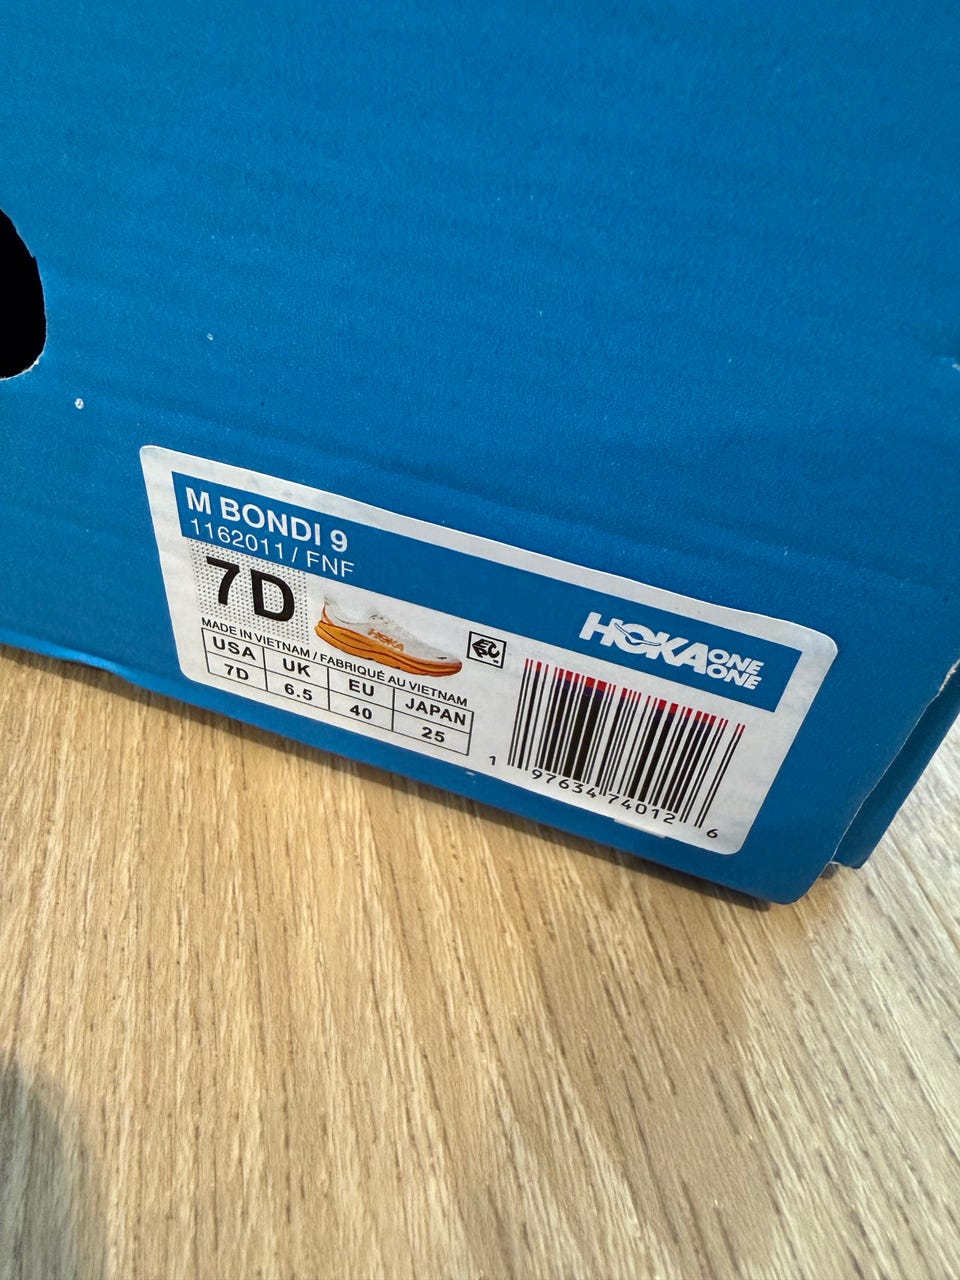 M BONDI 9
1162011 / FNF
7D
HOKA
HOKA ONE ONE
MADE IN VIETNAM / FABRIQUÉ AU VIETNAM
USA UK EU JAPAN
7D 6.5 40 25
1 97634 74012 6